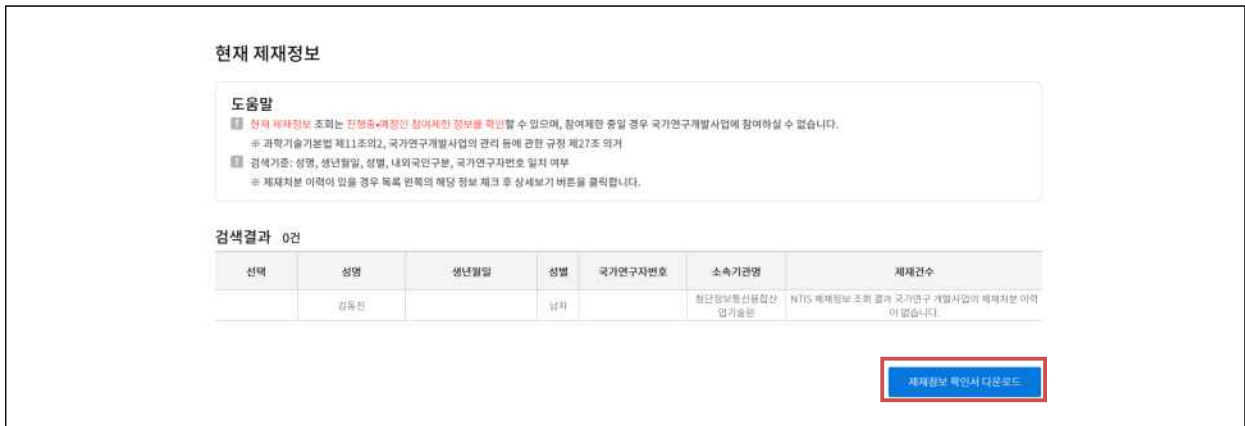 현재 제재정보
도움말
현재 제재정보 조회는 진행중•예정인 참여제한 정보를 확인할 수 있으며, 참여제한 중일 경우 국가연구개발사업에 참여하실 수 없습니다.
※ 과학기술기본법 제11조의2, 국가연구개발사업의 관리 등에 관한 규정 제27조 의거
검색기준: 성명, 생년월일, 성별, 내외국인구분, 국가연구자번호 일치 여부
※ 제재처분 이력이 있을 경우 목록 왼쪽의 해당 정보 체크 후 상세보기 버튼을 클릭합니다.
검색결과 0건
선택 성명 생년월일 성별 국가연구자번호 소속기관명 제재건수
김동진 남자 첨단정보통신융합산 NTIS 제재정보 조회 결과 국가연구 개발사업의 제재처분 이력
업기술원 이 없습니다.
제재정보 확인서 다운로드